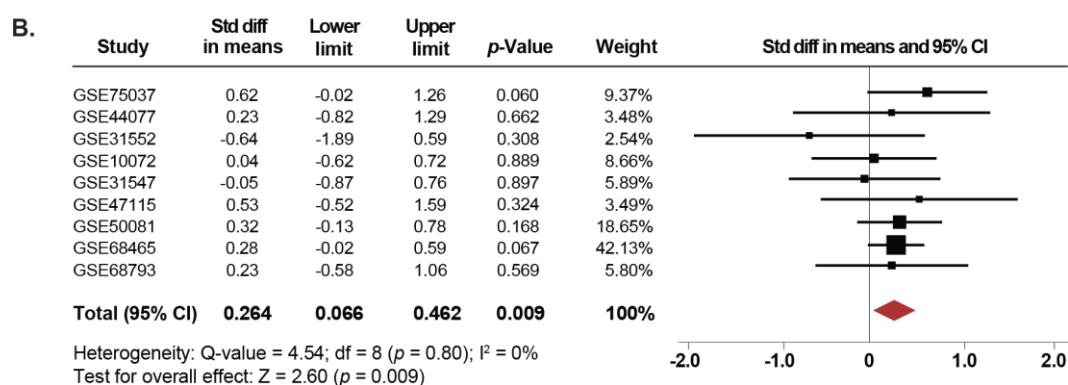 B.
Study Std diff in means Lower limit Upper limit p-Value Weight Std diff in means and 95% CI
GSE75037 0.62 -0.02 1.26 0.060 9.37%
GSE44077 0.23 -0.82 1.29 0.662 3.48%
GSE31552 -0.64 -1.89 0.59 0.308 2.54%
GSE10072 0.04 -0.62 0.72 0.889 8.66%
GSE31547 -0.05 -0.87 0.76 0.897 5.89%
GSE47115 0.53 -0.52 1.59 0.324 3.49%
GSE50081 0.32 -0.13 0.78 0.168 18.65%
GSE68465 0.28 -0.02 0.59 0.067 42.13%
GSE68793 0.23 -0.58 1.06 0.569 5.80%
Total (95% CI) 0.264 0.066 0.462 0.009 100%
Heterogeneity: Q-value = 4.54; df = 8 (p = 0.80); I² = 0%
Test for overall effect: Z = 2.60 (p = 0.009)
-2.0 -1.0 0 1.0 2.0